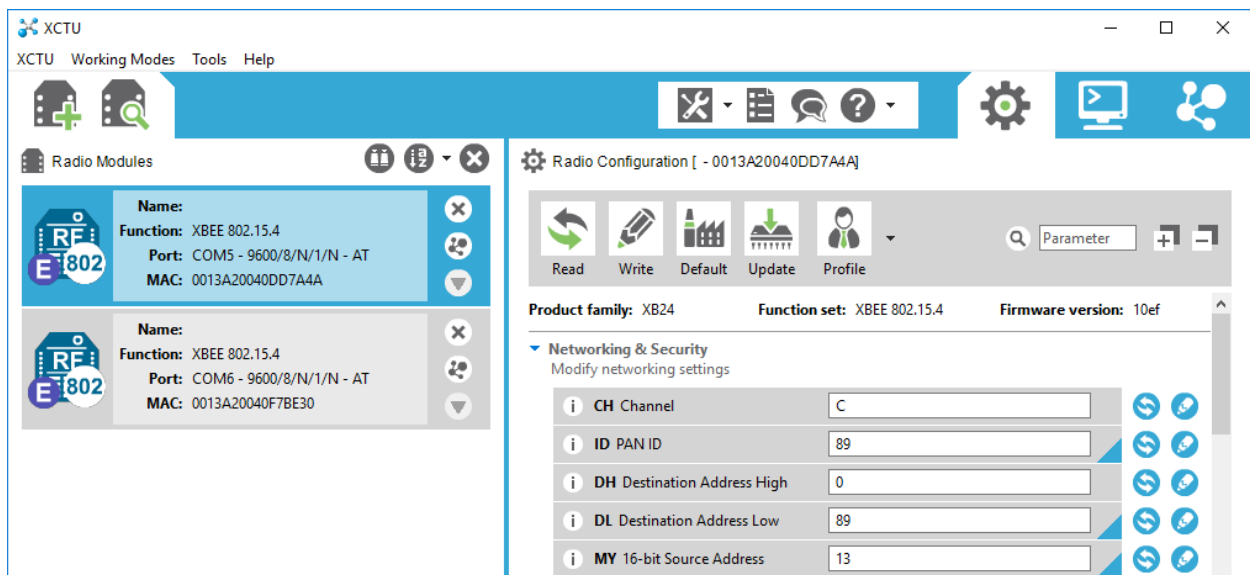 XCTU
XCTU Working Modes Tools Help
Radio Modules
Name:
Function: XBEE 802.15.4
Port: COM5 - 9600/8/N/1/N - AT
MAC: 0013A20040DD7A4A
RF
E 802
Name:
Function: XBEE 802.15.4
Port: COM6 - 9600/8/N/1/N - AT
MAC: 0013A20040F7BE30
RF
E 802
Radio Configuration [ - 0013A20040DD7A4A]
Read Write Default Update Profile
Parameter
Product family: XB24 Function set: XBEE 802.15.4 Firmware version: 10ef
Networking & Security
Modify networking settings
i CH Channel C
i ID PAN ID 89
i DH Destination Address High 0
i DL Destination Address Low 89
i MY 16-bit Source Address 13